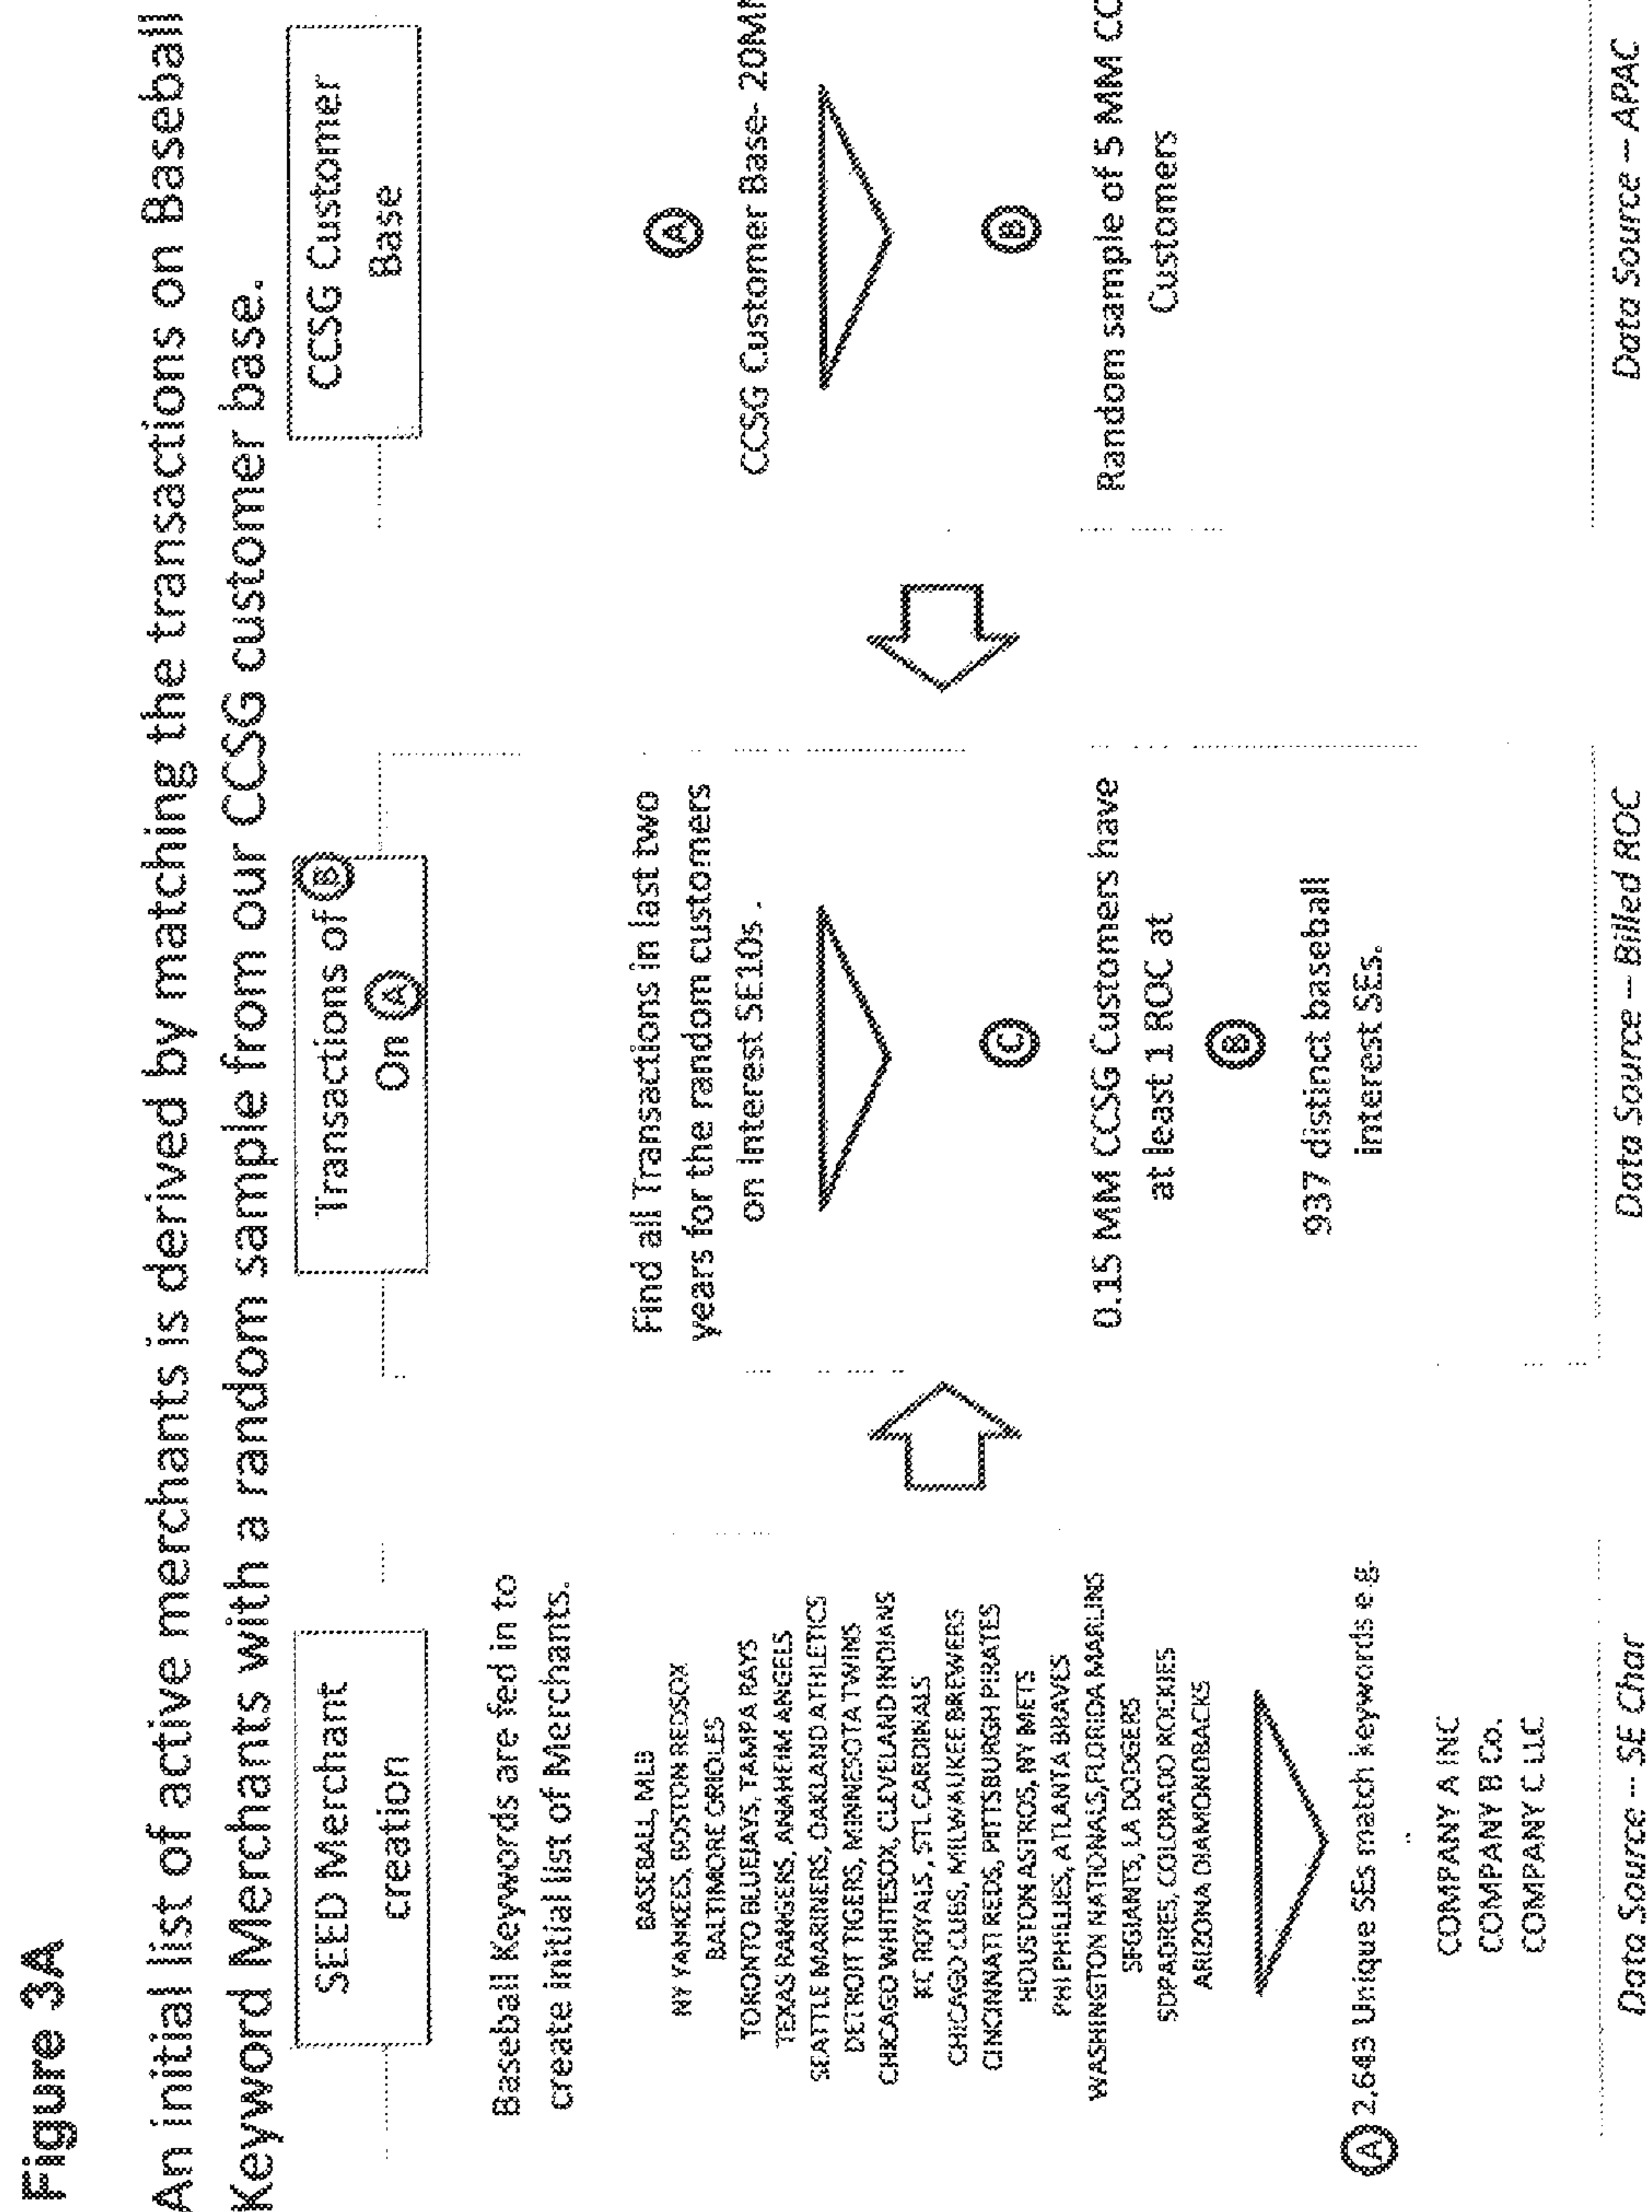 Figure 3A
An initial list of active merchants is derived by matching the transactions on Baseball
Keyword Merchants with a random sample from our CCSG customer base.
SEED Merchant
creation
Baseball Keywords are fed in to
create initial list of Merchants.
BASEBALL, MLB
NY YANKEES, BOSTON REDSOX
BALTIMORE ORIOLES
TORONTO BLUEJAYS, TAMPA RAYS
TEXAS RANGERS, ANAHEIM ANGELS
SEATTLE MARINERS, OAKLAND ATHLETICS
DETROIT TIGERS, MINNESOTA TWINS
CHICAGO WHITESOX, CLEVELAND INDIANS
KC ROYALS, STL CARDINALS
CHICAGO CUBS, MILWAUKEE BREWERS
CINCINNATI REDS, PITTSBURGH PIRATES
HOUSTON ASTROS, NY METS
PHI PHILLIES, ATLANTA BRAVES
WASHINGTON NATIONALS, FLORIDA MARLINS
SFGIANTS, LA DODGERS
SDPADRES, COLORADO ROCKIES
ARIZONA DIAMONDBACKS
A 2,643 Unique SEs match keywords e.g.
COMPANY A INC
COMPANY B Co.
COMPANY C LLC
Data Source -- SE Char
Transactions of B
On A
Find all Transactions in last two
years for the random customers
on Interest SE10s .
C
0.15 MM CCSG Customers have
at least 1 ROC at
B
937 distinct baseball
interest SEs.
Data Source -- Billed ROC
CCSG Customer
Base
A
CCSG Customer Base- 20MM
B
Random sample of 5 MM CC
Customers
Data Source -- APAC